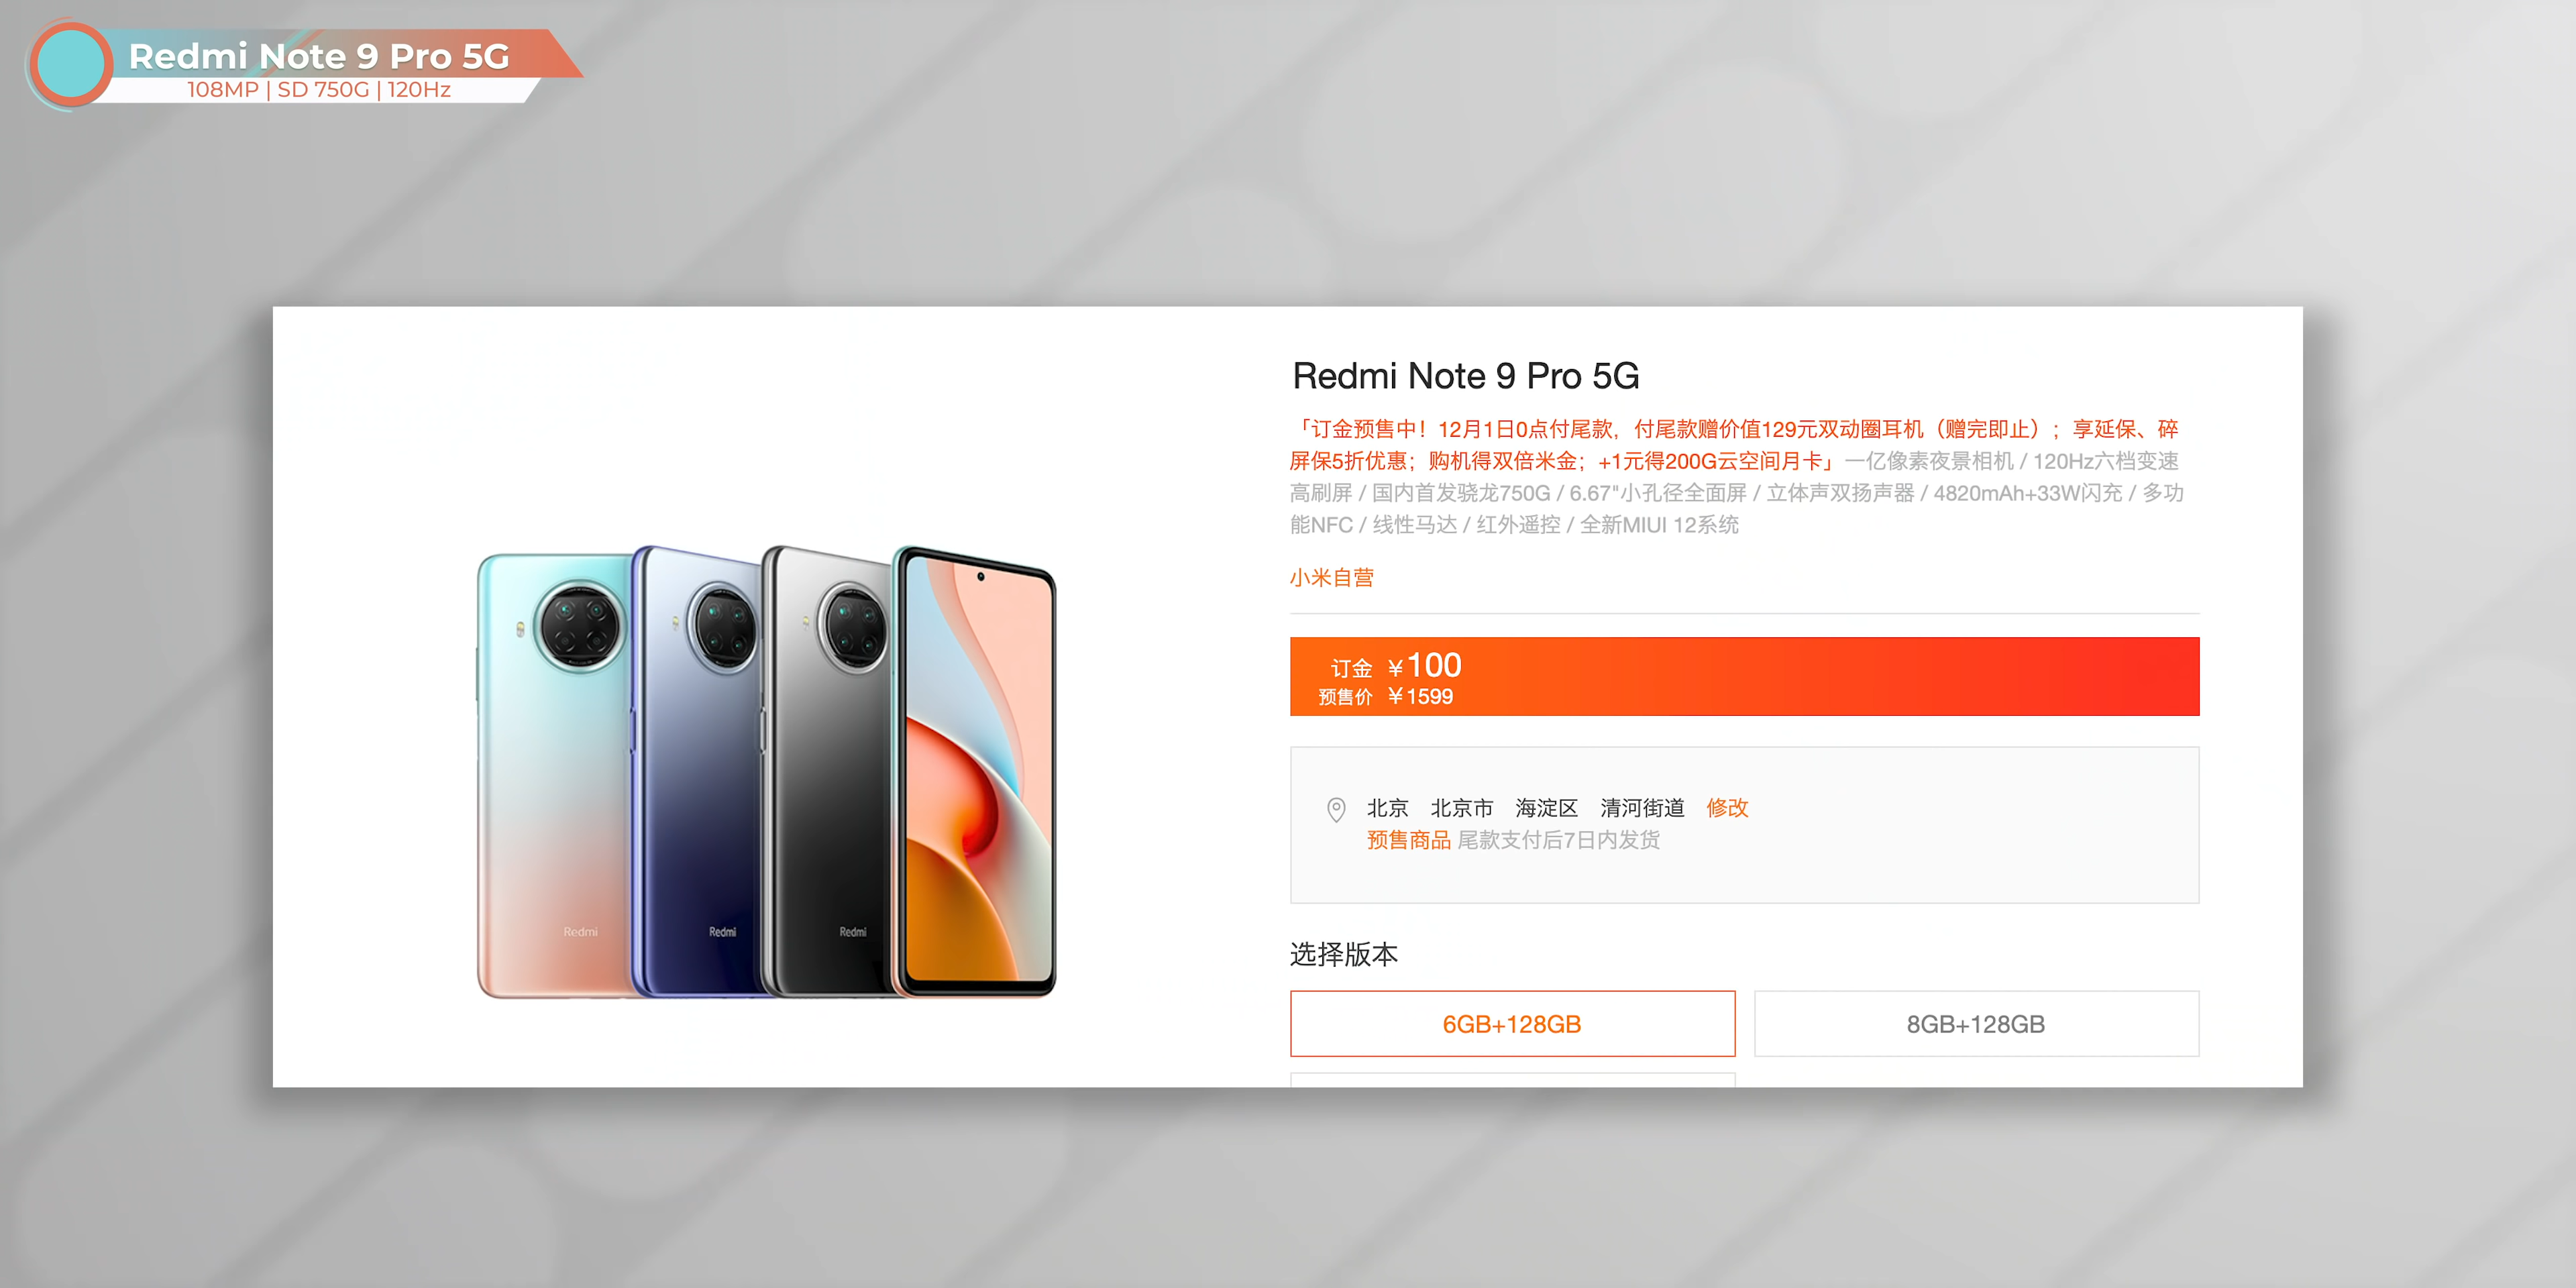 Redmi Note 9 Pro 5G
108MP | SD 750G | 120Hz
Redmi Note 9 Pro 5G
「订金预售中！12月1日0点付尾款，付尾款赠价值129元双动圈耳机（赠完即止）；享延保、碎
屏保5折优惠；购机得双倍米金；+1元得200G云空间月卡」一亿像素夜景相机 / 120Hz六档变速
高刷屏 / 国内首发骁龙750G / 6.67"小孔径全面屏 / 立体声双扬声器 / 4820mAh+33W闪充 / 多功
能NFC / 线性马达 / 红外遥控 / 全新MIUI 12系统
小米自营
订金 ￥100
预售价 ￥1599
北京 北京市 海淀区 清河街道 修改
预售商品 尾款支付后7日内发货
选择版本
6GB+128GB 8GB+128GB
Redmi Redmi Redmi